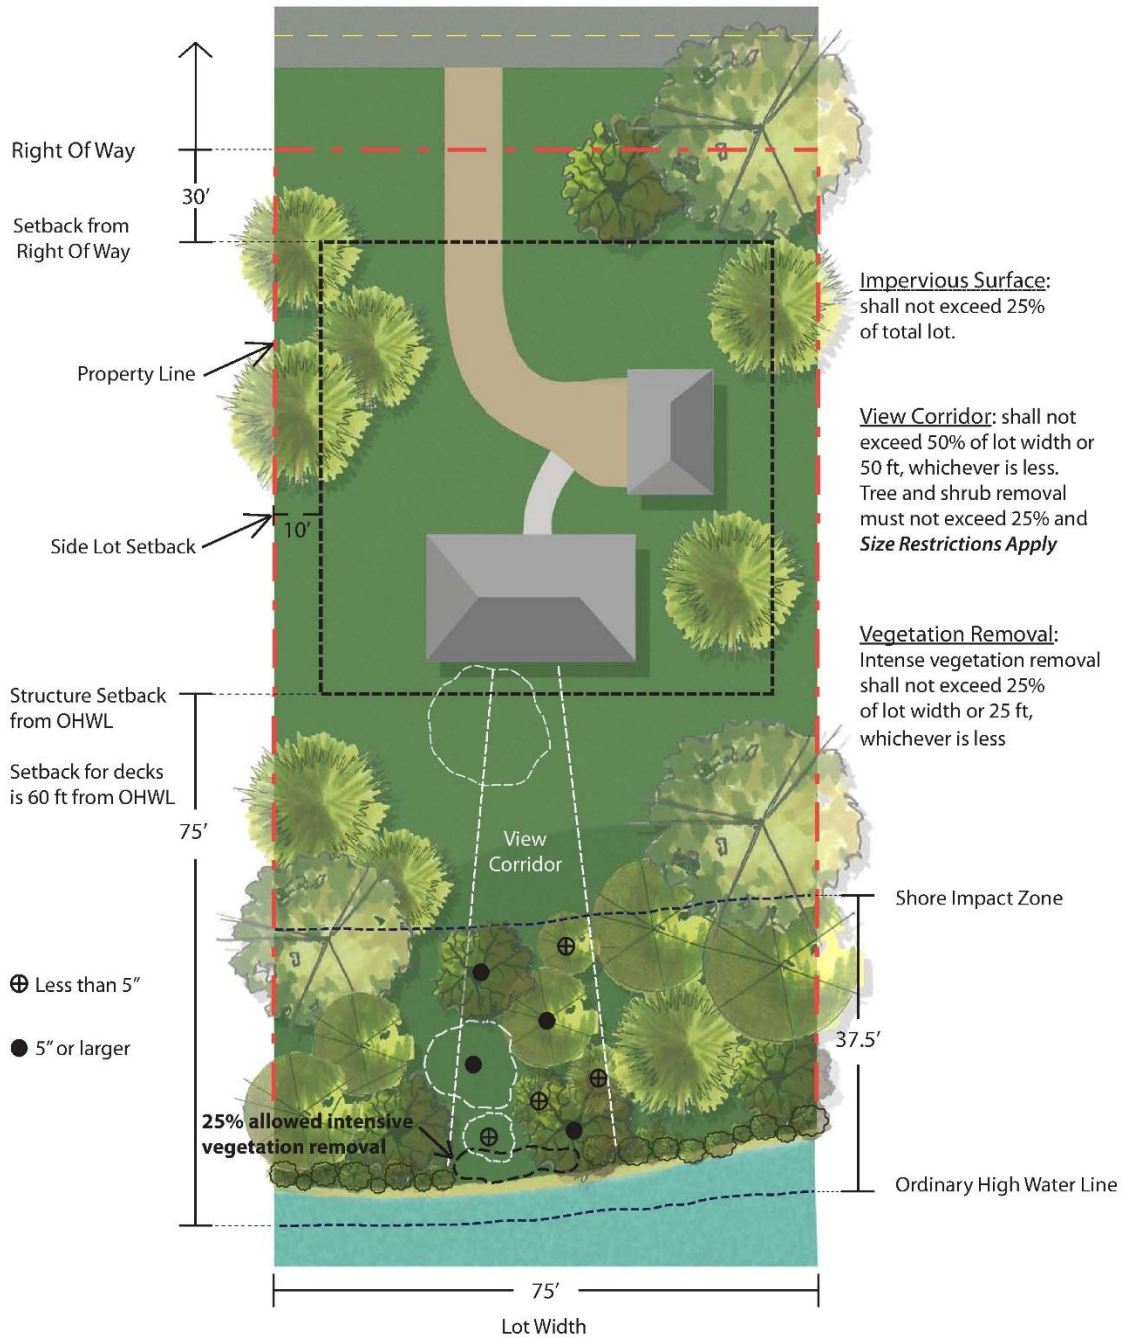 Right Of Way
30’
Setback from
Right Of Way
Property Line
10’
Side Lot Setback
Structure Setback
from OHWL
Setback for decks
is 60 ft from OHWL
75’
Less than 5”
5” or larger
25% allowed intensive
vegetation removal
View
Corridor
Impervious Surface:
shall not exceed 25%
of total lot.
View Corridor: shall not
exceed 50% of lot width or
50 ft, whichever is less.
Tree and shrub removal
must not exceed 25% and
Size Restrictions Apply
Vegetation Removal:
Intense vegetation removal
shall not exceed 25%
of lot width or 25 ft,
whichever is less
Shore Impact Zone
37.5’
Ordinary High Water Line
75’
Lot Width